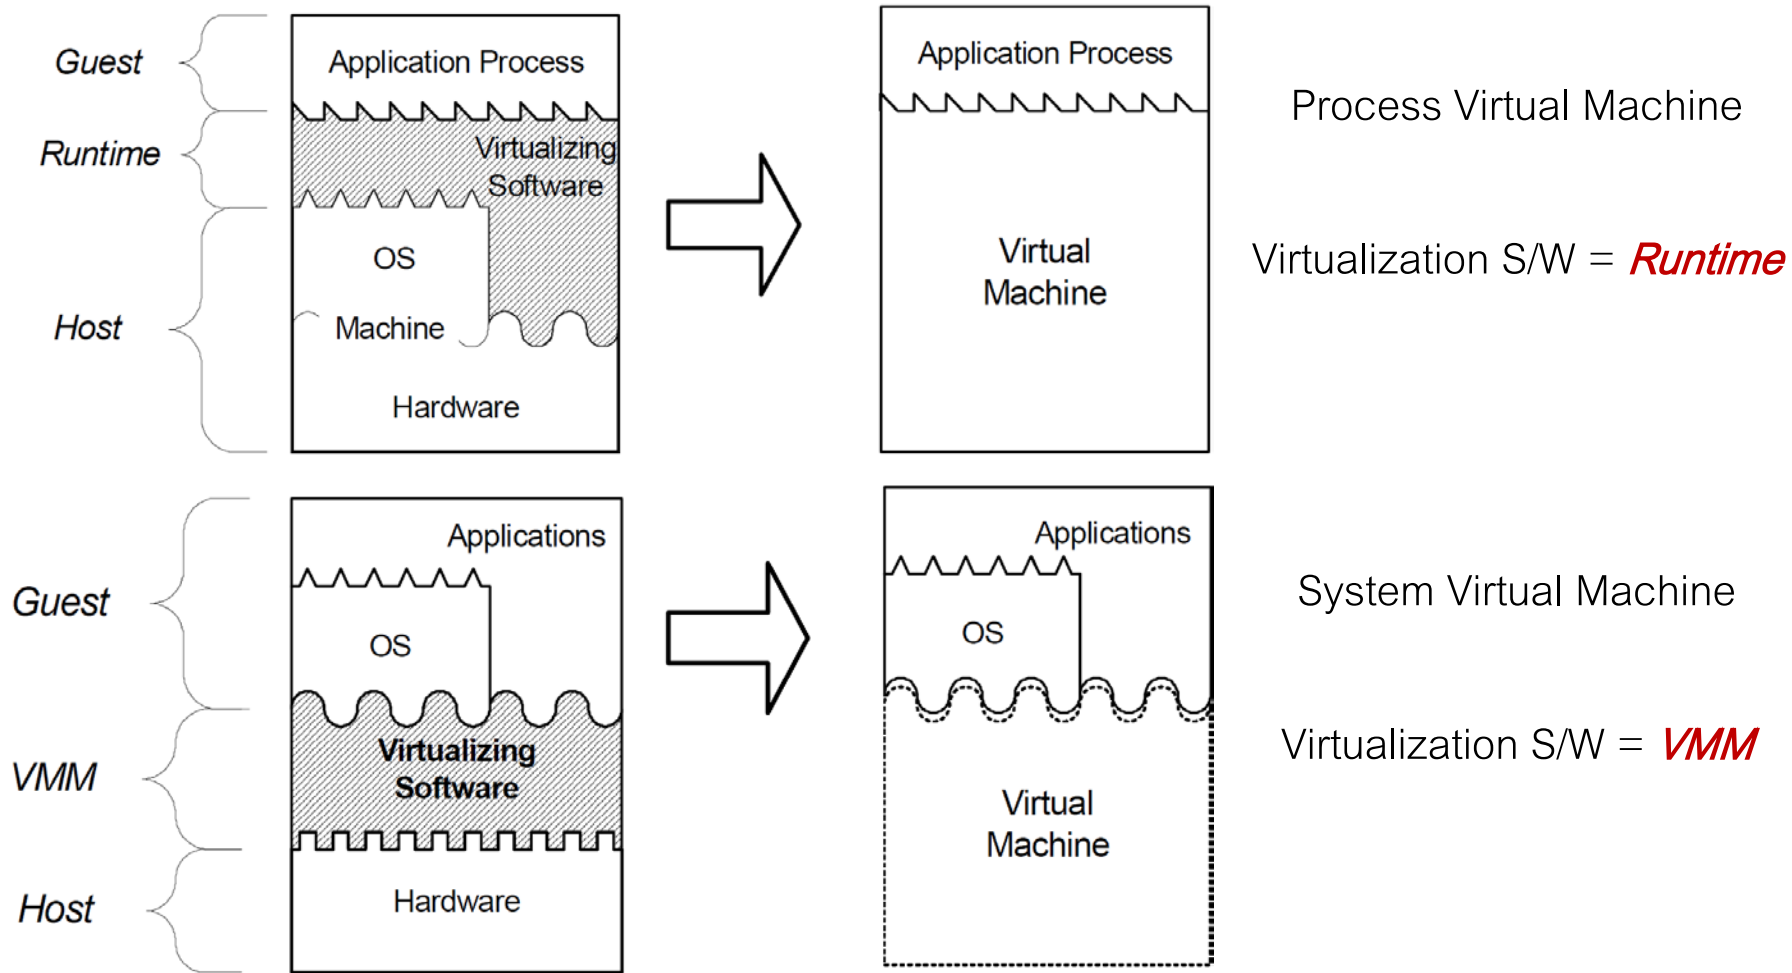 Guest
Runtime
Host
Application Process
Virtualizing
Software
OS
Machine
Hardware
Application Process
Virtual
Machine
Process Virtual Machine
Virtualization S/W = Runtime
Guest
VMM
Host
Applications
OS
Virtualizing
Software
Hardware
Applications
OS
Virtual
Machine
System Virtual Machine
Virtualization S/W = VMM